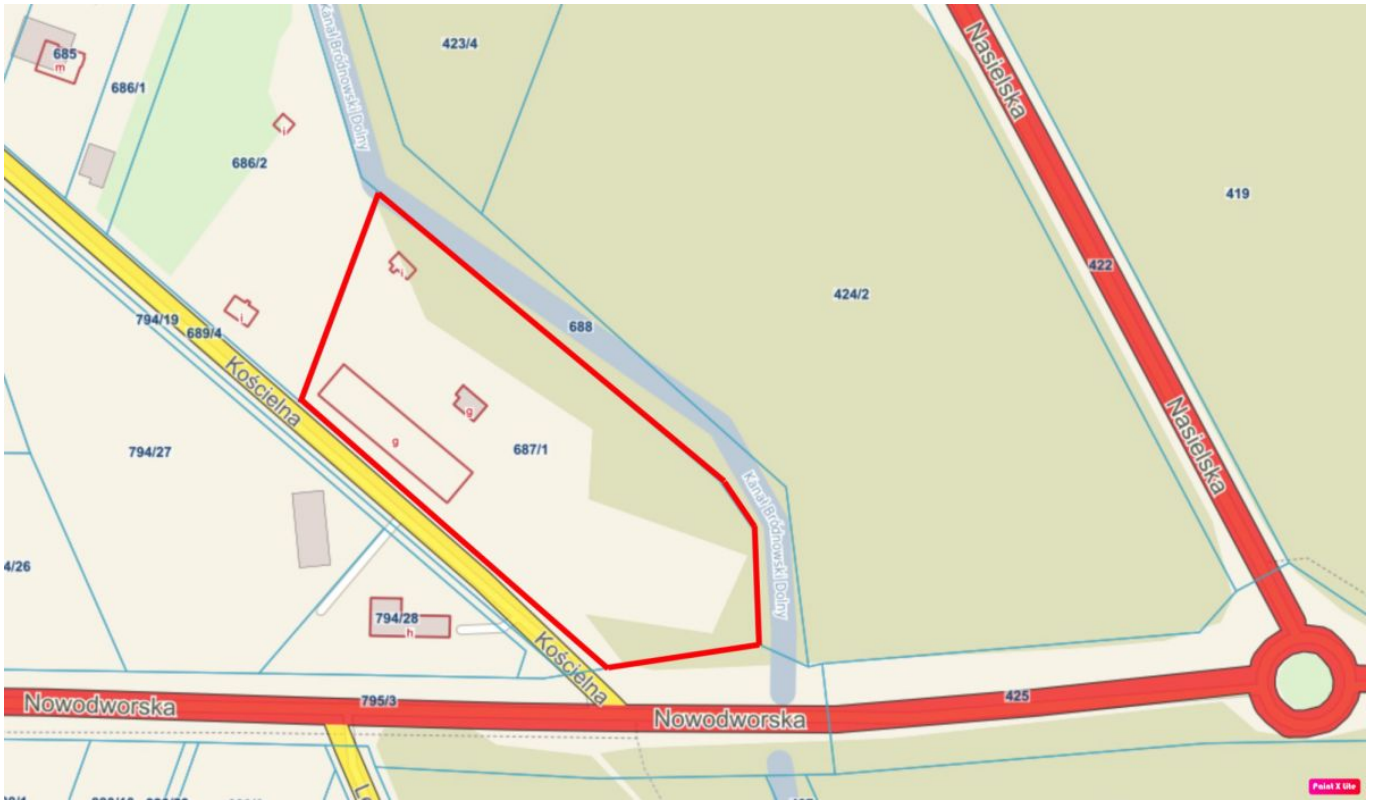 Kanał Bródnowski Dolny
423/4
Nasielska
685
m
686/1
i
686/2
419
422
i
424/2
i
794/19
689/4
688
Kościelna
g
g
687/1
794/27
Nasielska
Kanał Bródnowski Dolny
4/26
794/28
h
Kościelna
Nowodworska
795/3
Nowodworska
425
Paint X lite